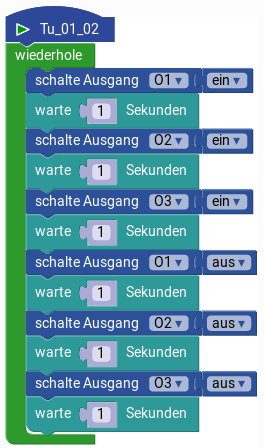 Tu_01_02
wiederhole
schalte Ausgang O1 ein
warte 1 Sekunden
schalte Ausgang O2 ein
warte 1 Sekunden
schalte Ausgang O3 ein
warte 1 Sekunden
schalte Ausgang O1 aus
warte 1 Sekunden
schalte Ausgang O2 aus
warte 1 Sekunden
schalte Ausgang O3 aus
warte 1 Sekunden